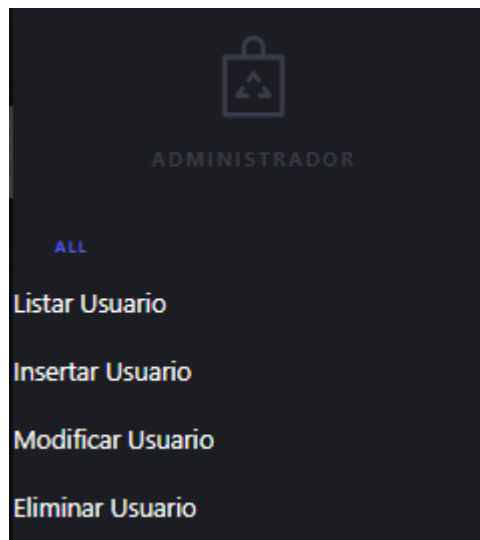 ADMINISTRADOR
ALL
Listar Usuario
Insertar Usuario
Modificar Usuario
Eliminar Usuario